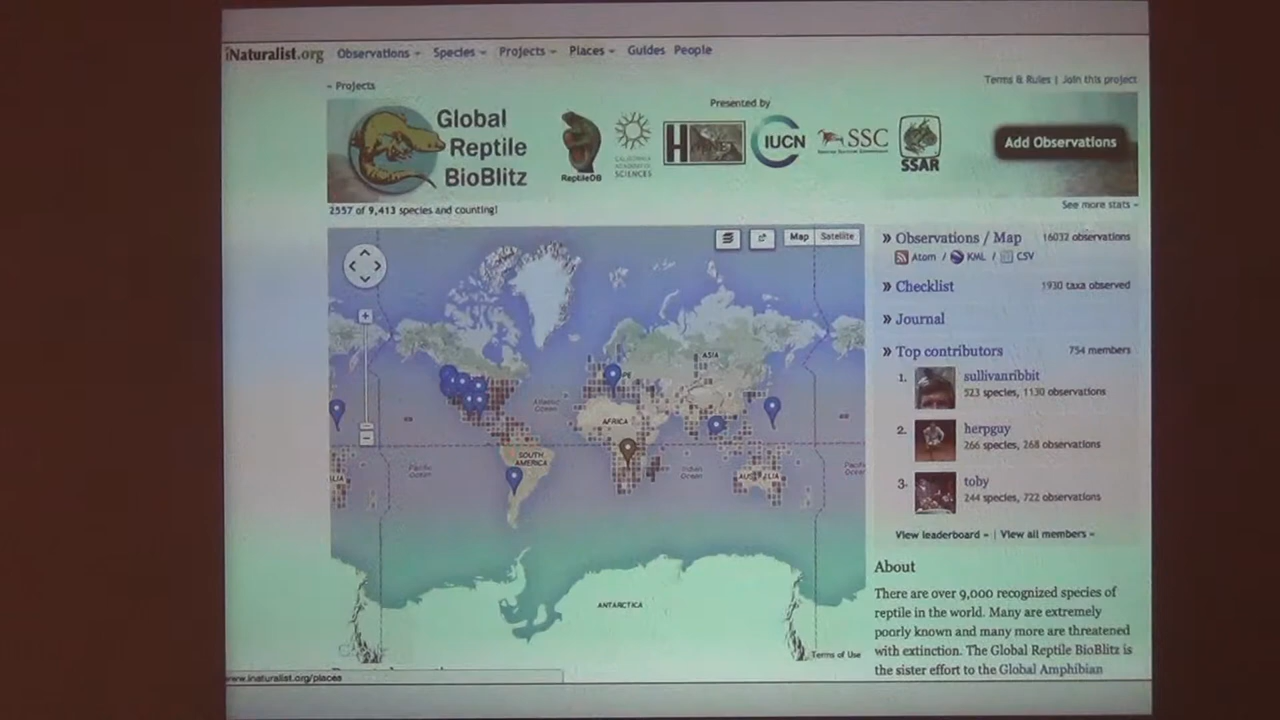 iNaturalist.org Observations Species Projects Places Guides People
« Projects
Terms & Rules | Join this project
Global
Reptile
BioBlitz
Presented by
ReptileDB
CALIFORNIA
ACADEMY OF
SCIENCES
IUCN
SSC
SSAR
Add Observations
2557 of 9,413 species and counting!
See more stats
Map Satellite
ASIA
Atlantic
Ocean
AFRICA
SOUTH
AMERICA
Pacific
Ocean
Indian
Ocean
ANTARCTICA
Terms of Use
» Observations / Map 16032 observations
Atom / KML / CSV
» Checklist 1930 taxa observed
» Journal
» Top contributors 754 members
1. sullivanribbit
523 species, 1130 observations
2. herpguy
266 species, 268 observations
3. toby
244 species, 722 observations
View leaderboard | View all members
About
There are over 9,000 recognized species of
reptile in the world. Many are extremely
poorly known and many more are threatened
with extinction. The Global Reptile BioBlitz is
the sister effort to the Global Amphibian
www.inaturalist.org/places